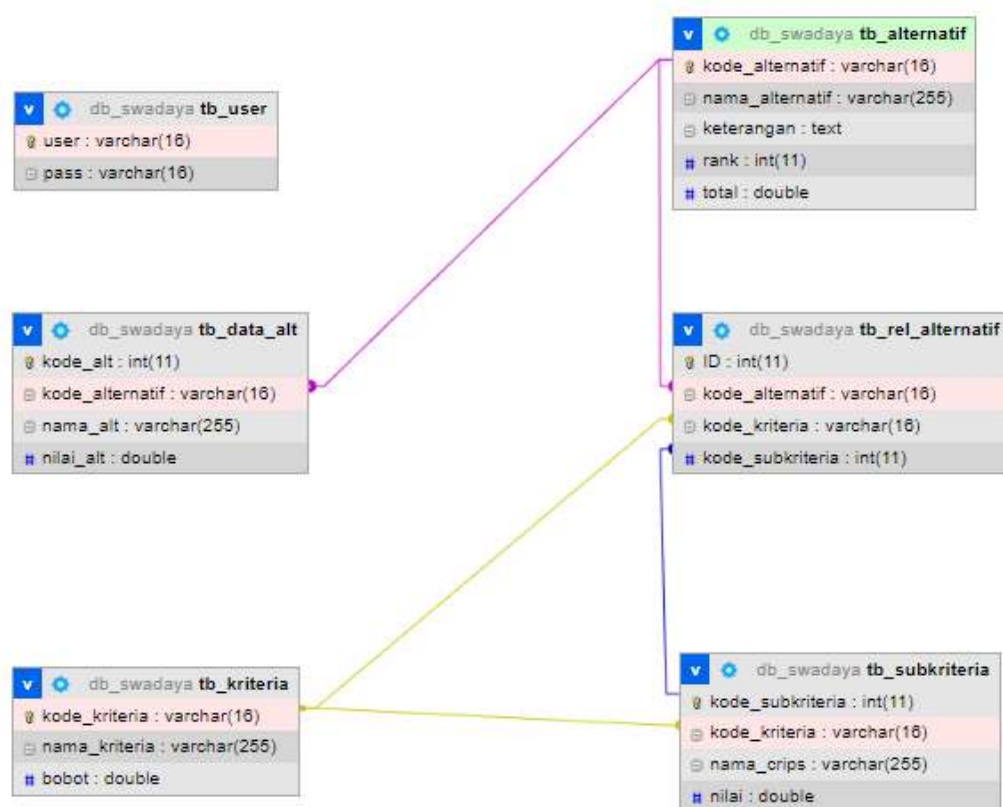 v db_swadaya tb_user
user : varchar(16)
pass : varchar(16)
v db_swadaya tb_alternatif
kode_alternatif : varchar(16)
nama_alternatif : varchar(255)
keterangan : text
# rank : int(11)
# total : double
v db_swadaya tb_data_alt
kode_alt : int(11)
kode_alternatif : varchar(16)
nama_alt : varchar(255)
# nilai_alt : double
v db_swadaya tb_rel_alternatif
ID : int(11)
kode_alternatif : varchar(16)
kode_kriteria : varchar(16)
# kode_subkriteria : int(11)
v db_swadaya tb_kriteria
kode_kriteria : varchar(16)
nama_kriteria : varchar(255)
# bobot : double
v db_swadaya tb_subkriteria
kode_subkriteria : int(11)
kode_kriteria : varchar(16)
nama_crips : varchar(255)
# nilai : double